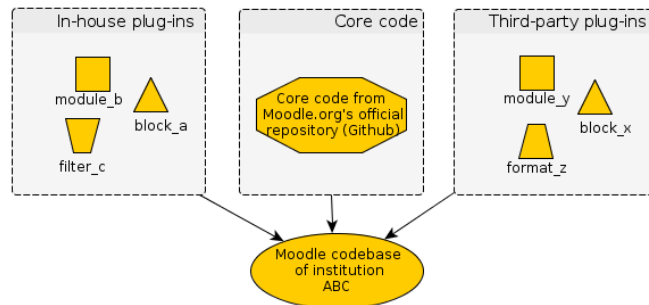 In-house plug-ins
module_b
block_a
filter_c
Core code
Core code from
Moodle.org's official
repository (Github)
Third-party plug-ins
module_y
block_x
format_z
Moodle codebase
of institution
ABC